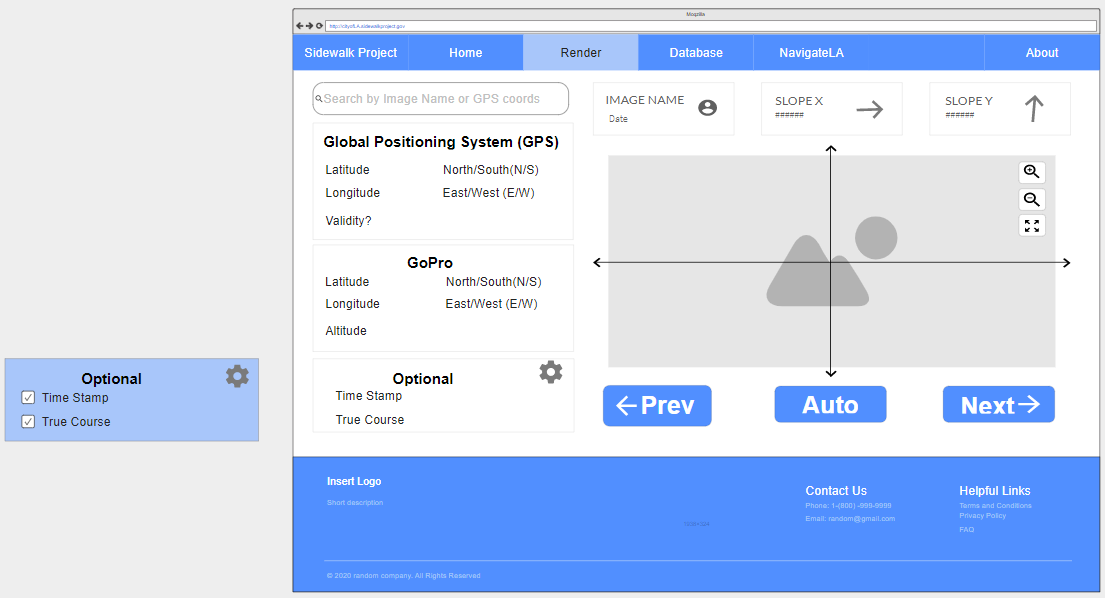 Mogzilla
http://cityofLA.sidewalkproject.gov
Sidewalk Project Home Render Database NavigateLA About
Search by Image Name or GPS coords
IMAGE NAME
Date
SLOPE X
######
SLOPE Y
######
Global Positioning System (GPS)
Latitude North/South(N/S)
Longitude East/West (E/W)
Validity?
GoPro
Latitude North/South(N/S)
Longitude East/West (E/W)
Altitude
Optional
Time Stamp
True Course
Optional
Time Stamp
True Course
Prev
Auto
Next
Insert Logo
Short description
Contact Us
Phone: 1-(800) -999-9999
Email: random@gmail.com
Helpful Links
Terms and Conditions
Privacy Policy
FAQ
© 2020 random company. All Rights Reserved